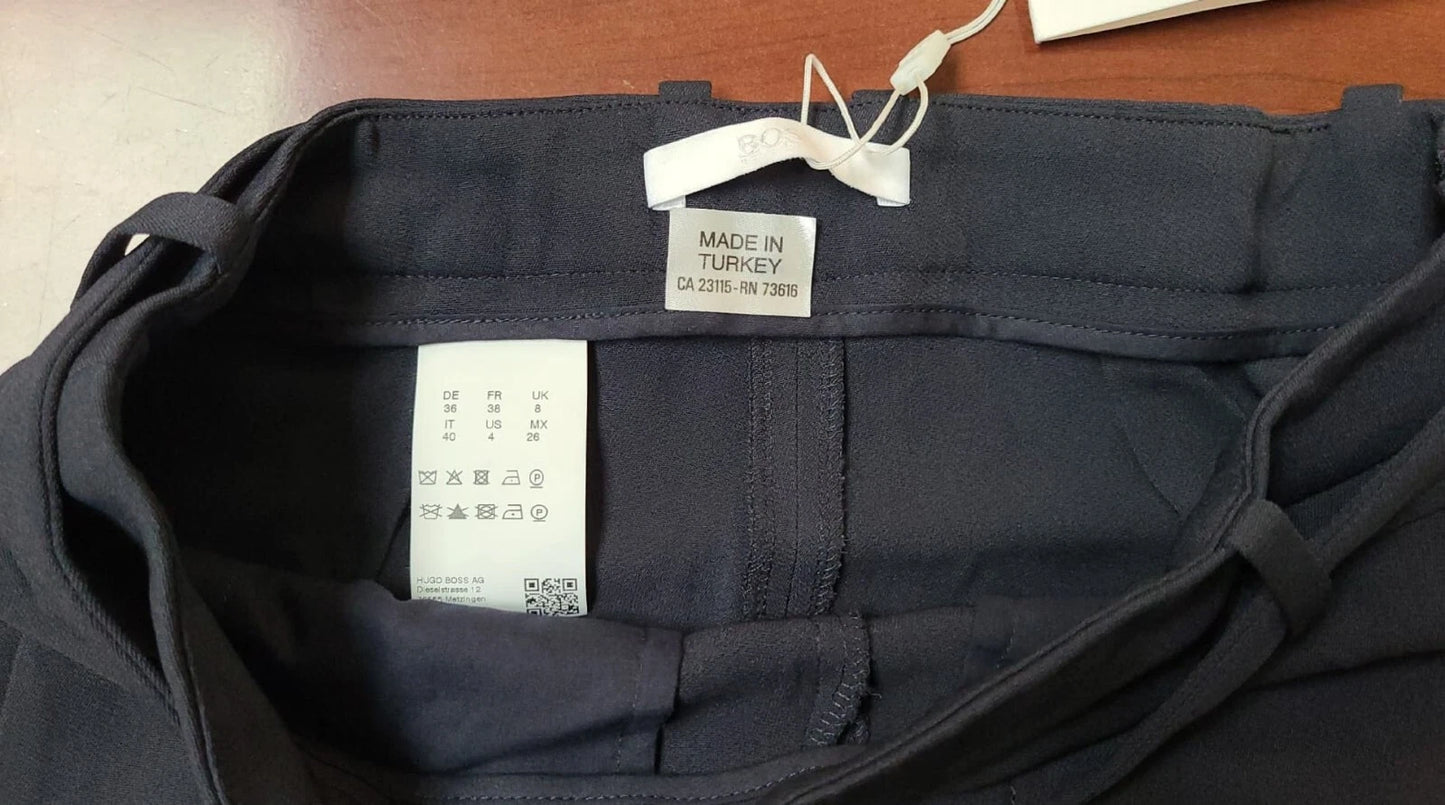 BOSS
MADE IN
TURKEY
CA 23115-RN 73616
DE FR UK
36 38 8
IT US MX
40 4 26
P
P
HUGO BOSS AG
Dieselstrasse 12
Metzingen